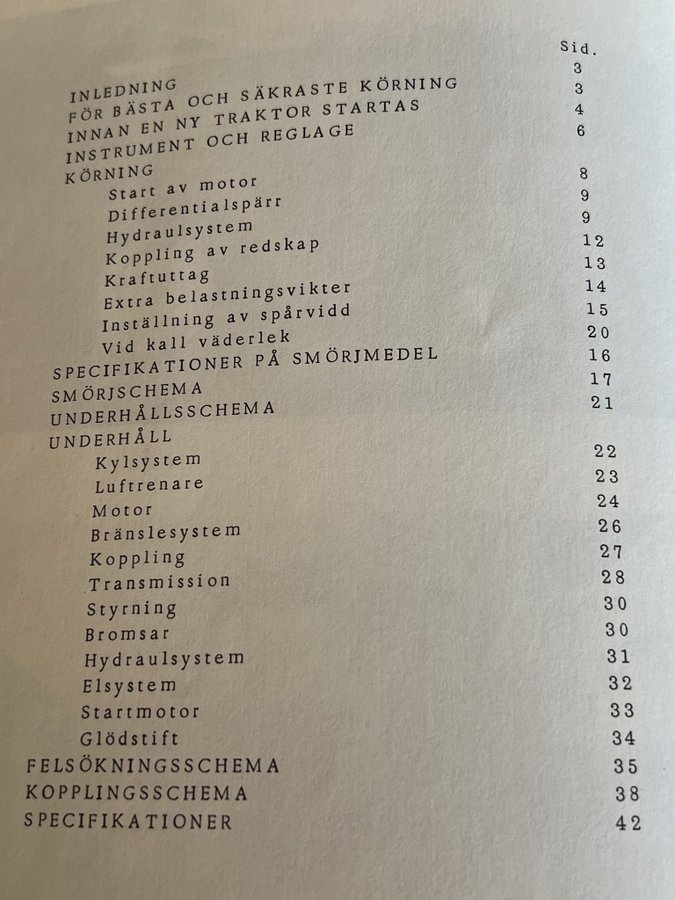 Sid.
INLEDNING 3
FÖR BÄSTA OCH SÄKRASTE KÖRNING 3
INNAN EN NY TRAKTOR STARTAS 4
INSTRUMENT OCH REGLAGE 6
KÖRNING
Start av motor 8
Differentialspärr 9
Hydraulsystem 9
Koppling av redskap 12
Kraftuttag 13
Extra belastningsvikter 14
Inställning av spårvidd 15
Vid kall väderlek 20
SPECIFIKATIONER PÅ SMÖRJMEDEL 16
SMÖRJSCHEMA 17
UNDERHÅLLSSCHEMA 21
UNDERHÅLL
Kylsystem 22
Luftrenare 23
Motor 24
Bränslesystem 26
Koppling 27
Transmission 28
Styrning 30
Bromsar 30
Hydraulsystem 31
Elsystem 32
Startmotor 33
Glödstift 34
FELSÖKNINGSSCHEMA 35
KOPPLINGSSCHEMA 38
SPECIFIKATIONER 42